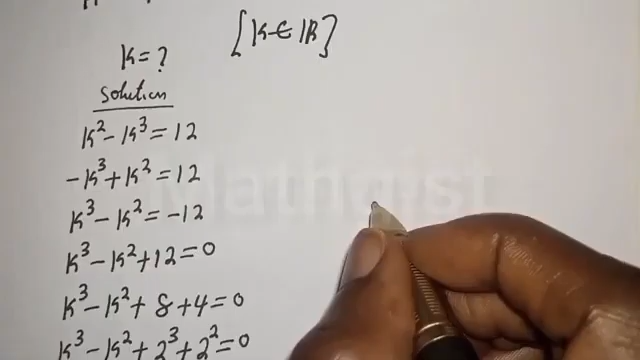 K = ? [K ∈ ℝ]
Solution
K² - K³ = 12
-K³ + K² = 12
K³ - K² = -12
K³ - K² + 12 = 0
K³ - K² + 8 + 4 = 0
K³ - K² + 2³ + 2² = 0